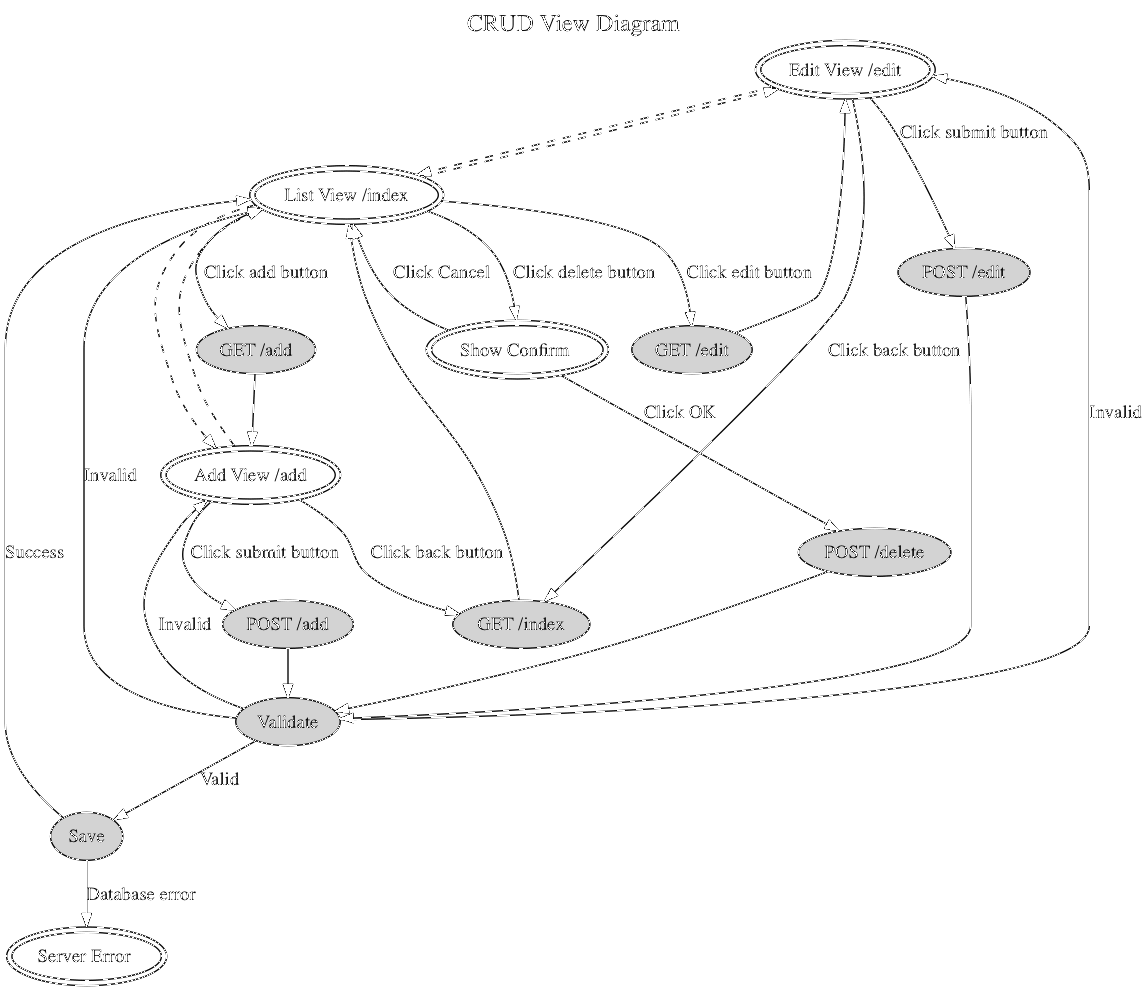 CRUD View Diagram
Edit View /edit
Click submit button
List View /index
Click add button
Click Cancel
Click delete button
Click edit button
POST /edit
GET /add
Show Confirm
GET /edit
Click back button
Click OK
Invalid
Invalid
Add View /add
Success
Click submit button
Click back button
POST /delete
Invalid
POST /add
GET /index
Validate
Valid
Save
Database error
Server Error